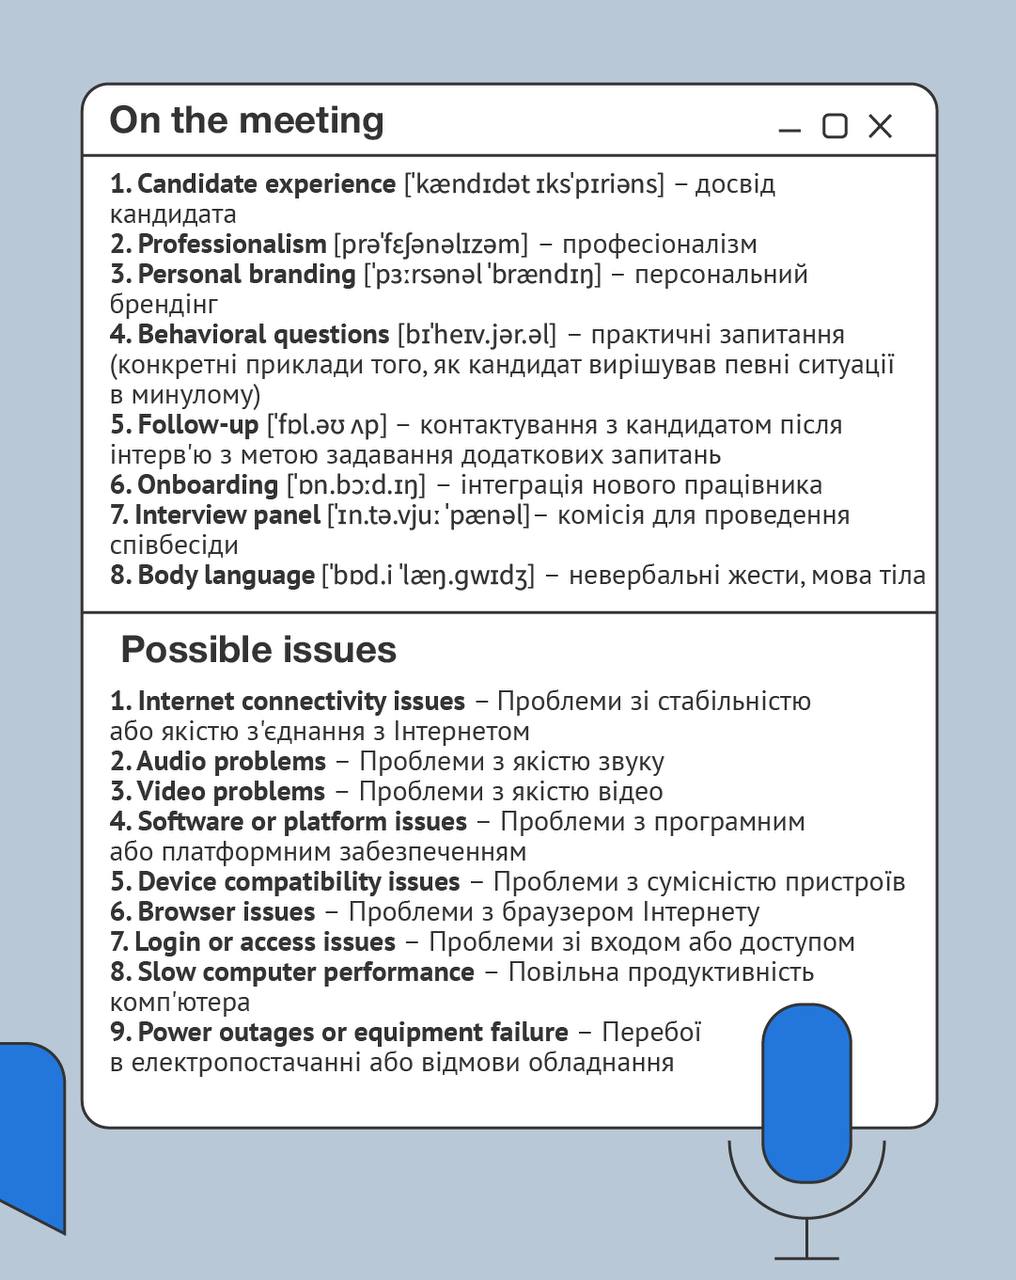 On the meeting
1. Candidate experience [ˈkændɪdət ɪksˈpɪriəns] – досвід
кандидата
2. Professionalism [prəˈfɛʃənəlɪzəm] – професіоналізм
3. Personal branding [ˈpɜːrsənəl ˈbrændɪŋ] – персональний
брендінг
4. Behavioral questions [bɪˈheɪv.jər.əl] – практичні запитання
(конкретні приклади того, як кандидат вирішував певні ситуації
в минулому)
5. Follow-up [ˈfɒl.əʊ ʌp] – контактування з кандидатом після
інтерв'ю з метою задавання додаткових запитань
6. Onboarding [ˈɒn.bɔːd.ɪŋ] – інтеграція нового працівника
7. Interview panel [ˈɪn.tə.vjuː ˈpænəl]– комісія для проведення
співбесіди
8. Body language [ˈbɒd.i ˈlæŋ.gwɪdʒ] – невербальні жести, мова тіла
Possible issues
1. Internet connectivity issues – Проблеми зі стабільністю
або якістю з'єднання з Інтернетом
2. Audio problems – Проблеми з якістю звуку
3. Video problems – Проблеми з якістю відео
4. Software or platform issues – Проблеми з програмним
або платформним забезпеченням
5. Device compatibility issues – Проблеми з сумісністю пристроїв
6. Browser issues – Проблеми з браузером Інтернету
7. Login or access issues – Проблеми зі входом або доступом
8. Slow computer performance – Повільна продуктивність
комп'ютера
9. Power outages or equipment failure – Перебої
в електропостачанні або відмови обладнання